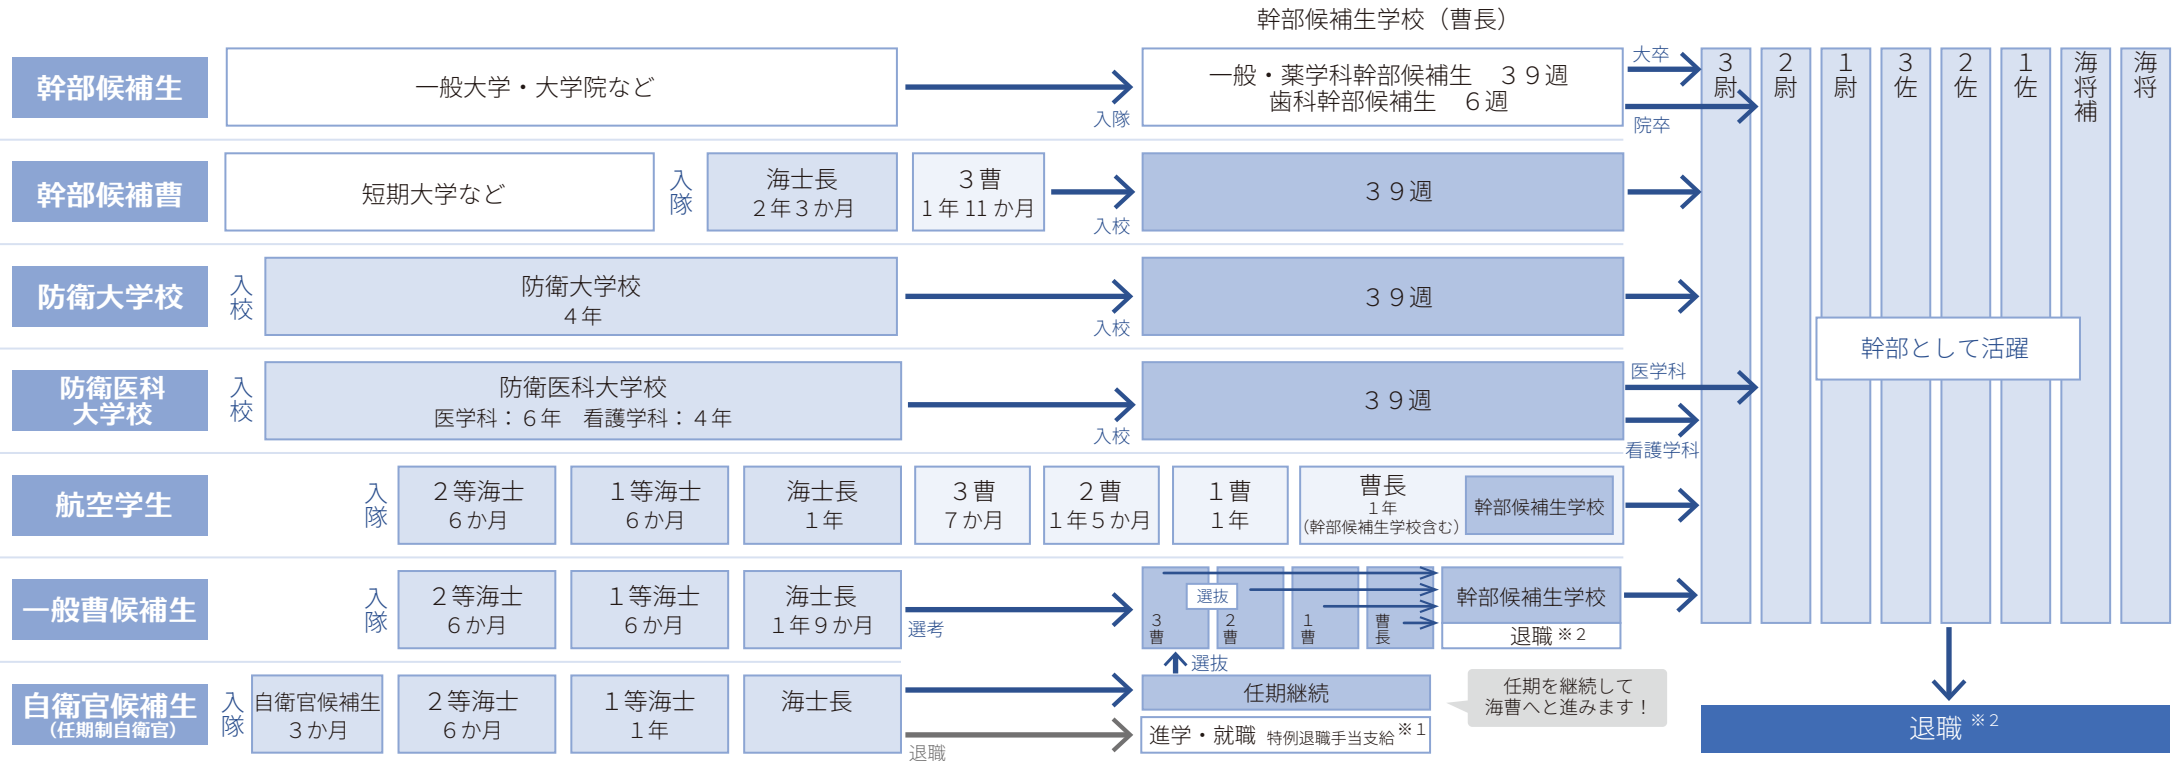 幹部候補生学校（曹長）
幹部候補生
一般大学・大学院など
入隊
一般・薬学科幹部候補生　３９週
歯科幹部候補生　６週
大卒
院卒
３尉
２尉
１尉
３佐
２佐
１佐
海将補
海将
幹部候補曹
短期大学など
入隊
海士長
２年３か月
３曹
１年 11 か月
入校
３９週
防衛大学校
入校
防衛大学校
４年
入校
３９週
幹部として活躍
防衛医科
大学校
入校
防衛医科大学校
医学科：６年　看護学科：４年
入校
３９週
医学科
看護学科
航空学生
入隊
２等海士
６か月
１等海士
６か月
海士長
１年
３曹
７か月
２曹
１年５か月
１曹
１年
曹長
１年
（幹部候補生学校含む）
幹部候補生学校
一般曹候補生
入隊
２等海士
６か月
１等海士
６か月
海士長
１年９か月
選考
選抜
３曹
２曹
１曹
曹長
幹部候補生学校
退職 ※２
選抜
自衛官候補生
（任期制自衛官）
入隊
自衛官候補生
３か月
２等海士
６か月
１等海士
１年
海士長
退職
任期継続
進学・就職 特例退職手当支給※１
任期を継続して
海曹へと進みます！
退職 ※２